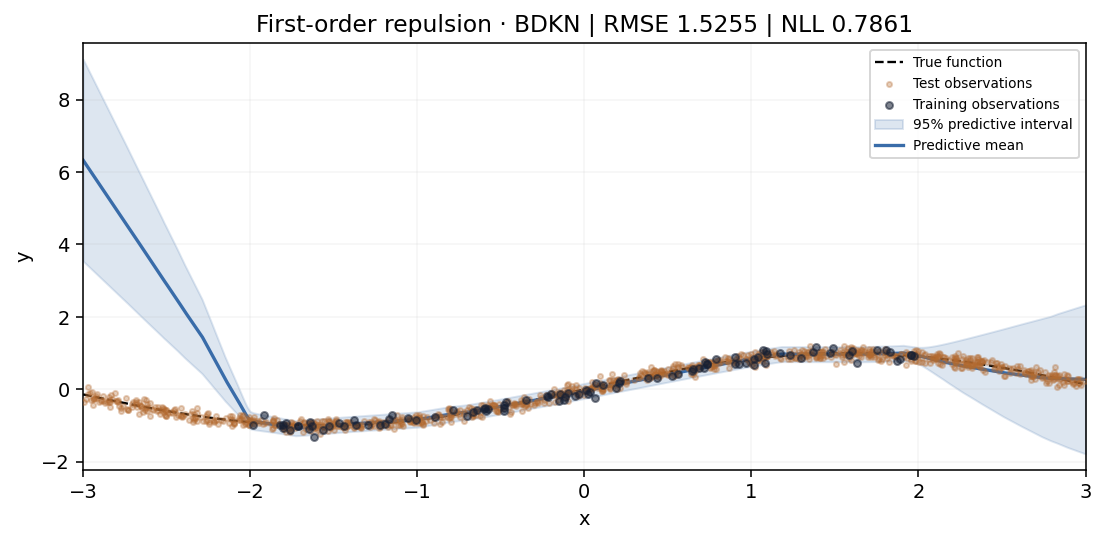 First-order repulsion · BDKN | RMSE 1.5255 | NLL 0.7861
True function
Test observations
Training observations
95% predictive interval
Predictive mean
8
6
4
2
0
−2
y
−3
−2
−1
0
1
2
3
x